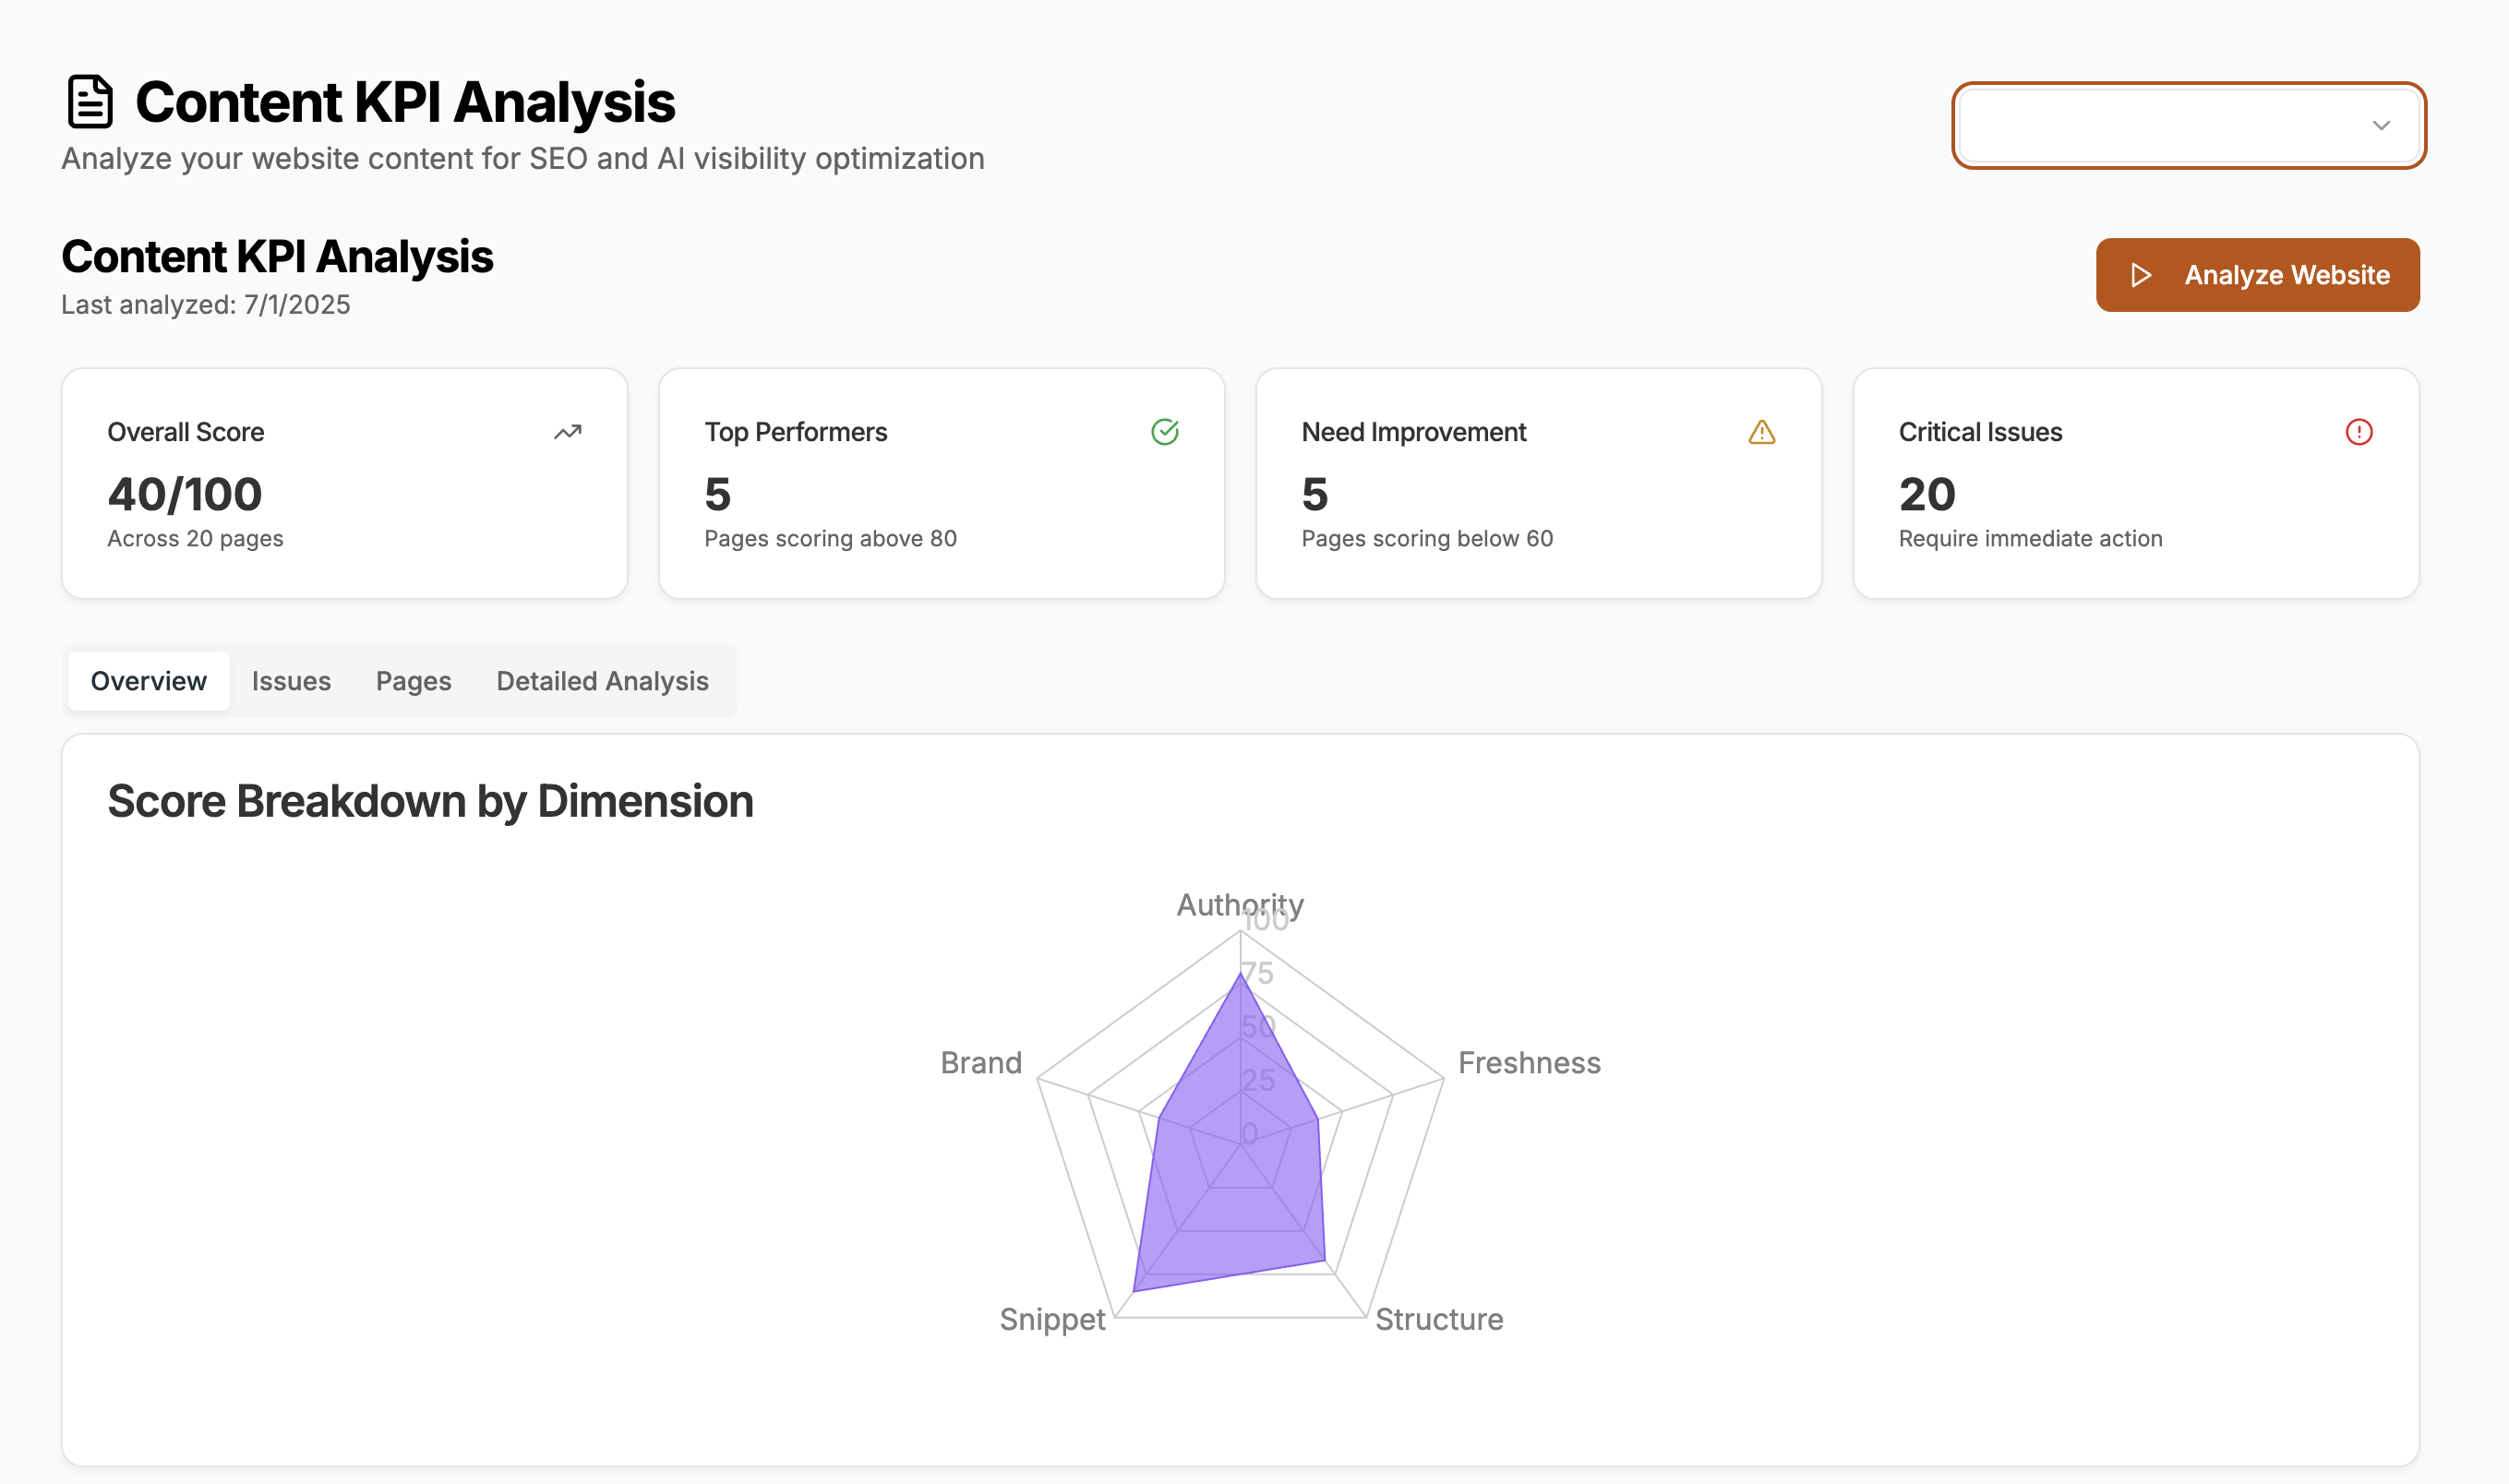 Content KPI Analysis
Analyze your website content for SEO and AI visibility optimization
Content KPI Analysis
Last analyzed: 7/1/2025
Analyze Website
Overall Score
40/100
Across 20 pages
Top Performers
5
Pages scoring above 80
Need Improvement
5
Pages scoring below 60
Critical Issues
20
Require immediate action
Overview
Issues
Pages
Detailed Analysis
Score Breakdown by Dimension
Authority
100
75
50
25
0
Brand
Freshness
Snippet
Structure